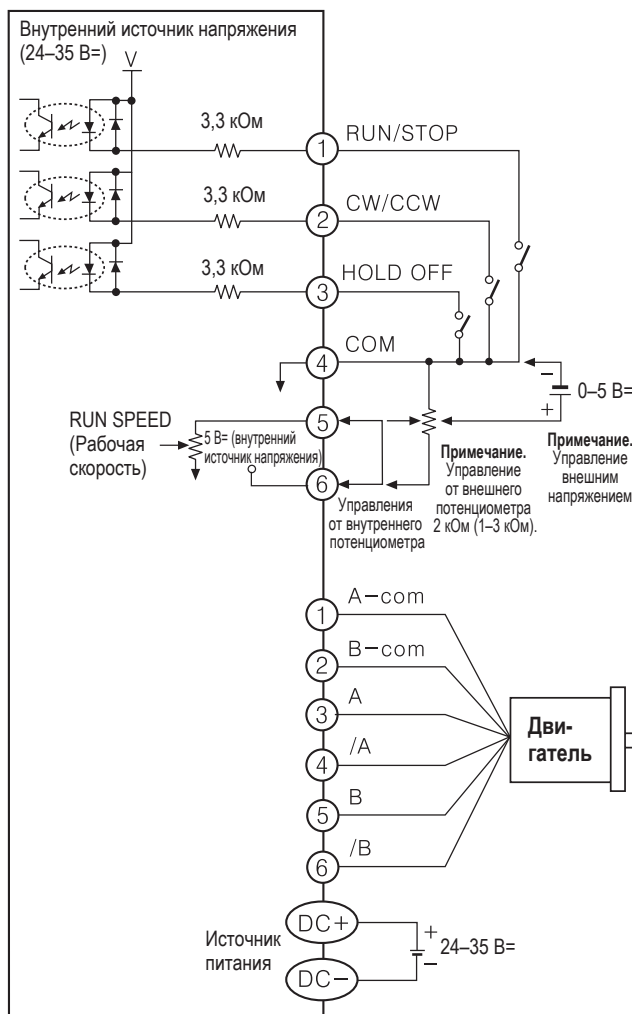 Внутренний источник напряжения
(24–35 В=)
V
3,3 кОм
1
RUN/STOP
3,3 кОм
2
CW/CCW
3,3 кОм
3
HOLD OFF
4
COM
−
+
0–5 В=
RUN SPEED
(Рабочая
скорость)
5 В= (внутренний
источник напряжения)
5
6
Управления
от внутреннего
потенциометра
Примечание.
Управление
от внешнего
потенциометра
2 кОм (1–3 кОм).
Примечание.
Управление
внешним
напряжением
1
A−com
2
B−com
3
A
4
/A
5
B
6
/B
Дви-
гатель
Источник
питания
DC+
DC−
+
−
24–35 В=